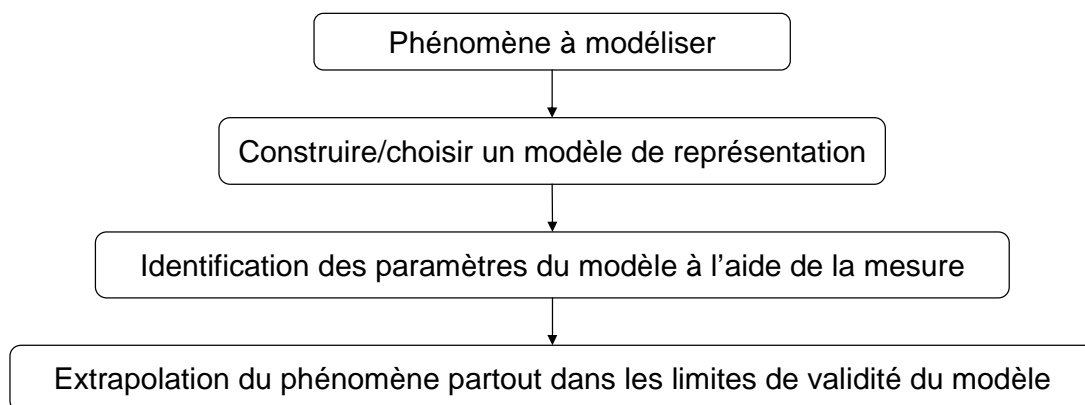 Phénomène à modéliser
Construire/choisir un modèle de représentation
Identification des paramètres du modèle à l’aide de la mesure
Extrapolation du phénomène partout dans les limites de validité du modèle